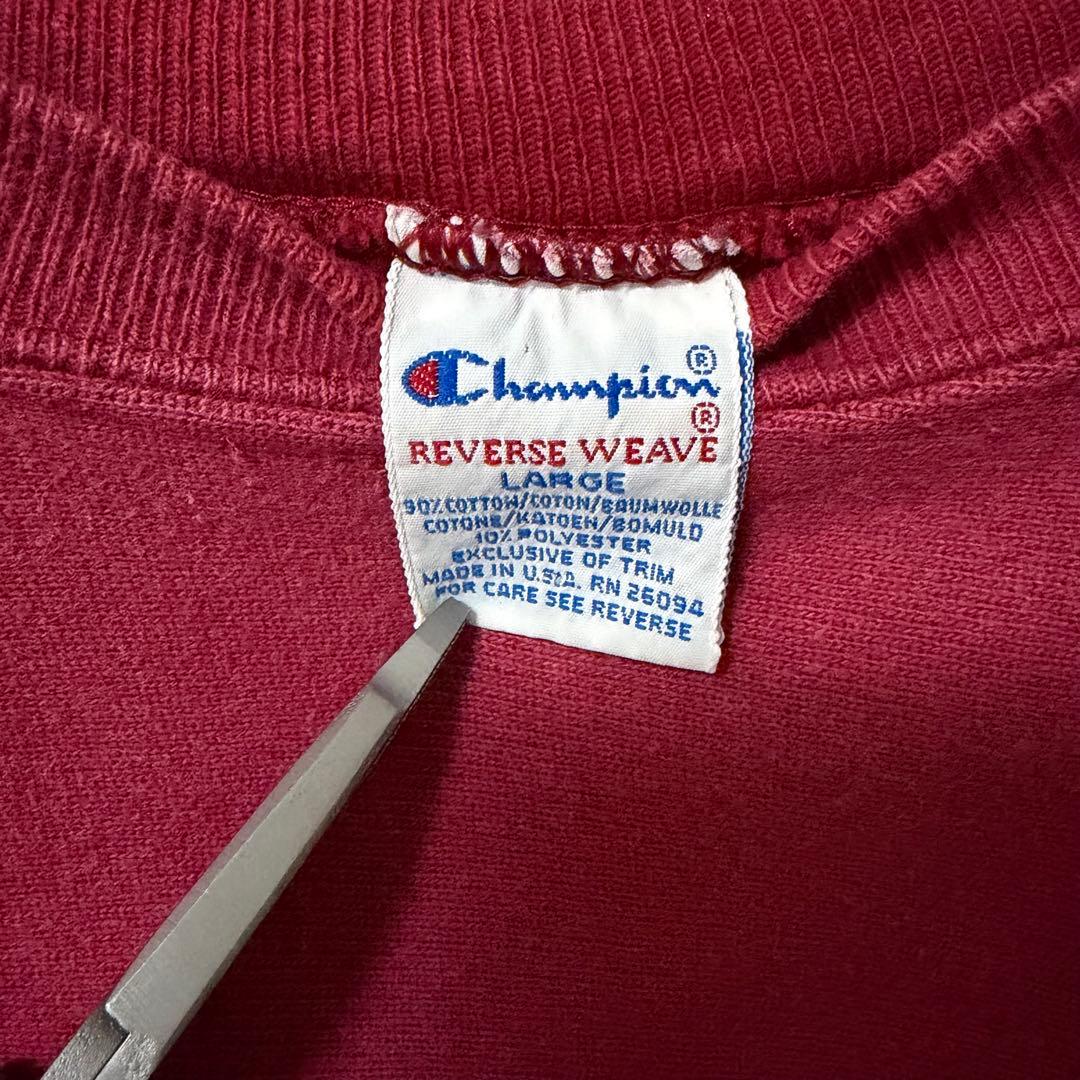 Champion®
®
REVERSE WEAVE
LARGE
90% COTTON/COTON/BAUMWOLLE
COTONE/KATOEN/BOMULD
10% POLYESTER
EXCLUSIVE OF TRIM
MADE IN U.S.A. RN 26094
FOR CARE SEE REVERSE